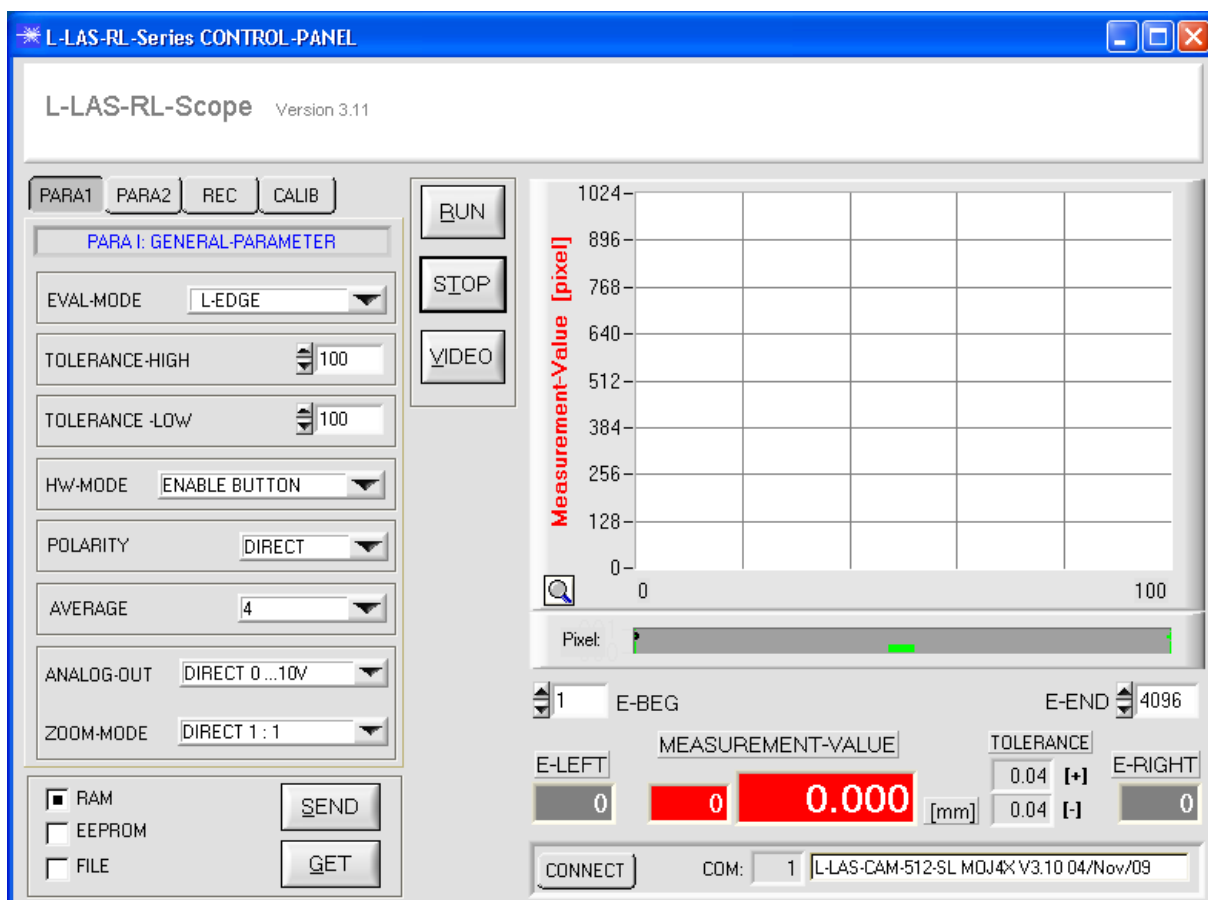 L-LAS-RL-Series CONTROL-PANEL
L-LAS-RL-Scope Version 3.11
PARA1 PARA2 REC CALIB
PARA I: GENERAL-PARAMETER
EVAL-MODE L-EDGE
TOLERANCE-HIGH 100
TOLERANCE -LOW 100
HW-MODE ENABLE BUTTON
POLARITY DIRECT
AVERAGE 4
ANALOG-OUT DIRECT 0 ...10V
ZOOM-MODE DIRECT 1 : 1
RAM
EEPROM
FILE
SEND
GET
RUN
STOP
VIDEO
Measurement-Value [pixel]
1024
896
768
640
512
384
256
128
0
0 100
Pixel:
1 E-BEG E-END 4096
MEASUREMENT-VALUE TOLERANCE
E-LEFT E-RIGHT
0 0 0.000 [mm] 0.04 [+] 0
0.04 [-]
CONNECT COM: 1 L-LAS-CAM-512-SL MOJ4X V3.10 04/Nov/09